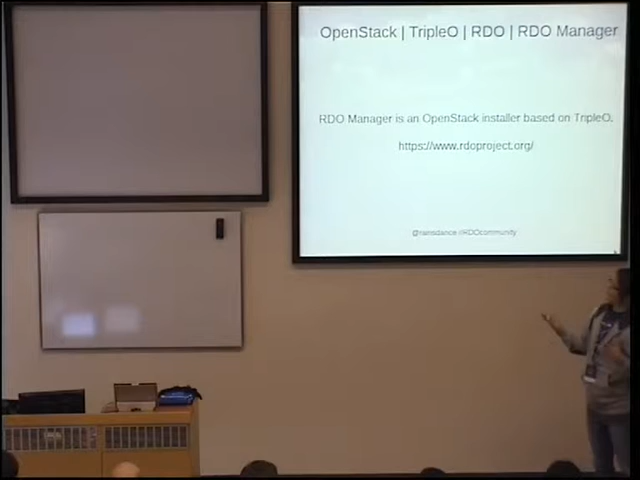 OpenStack | TripleO | RDO | RDO Manager
RDO Manager is an OpenStack installer based on TripleO.
https://www.rdoproject.org/